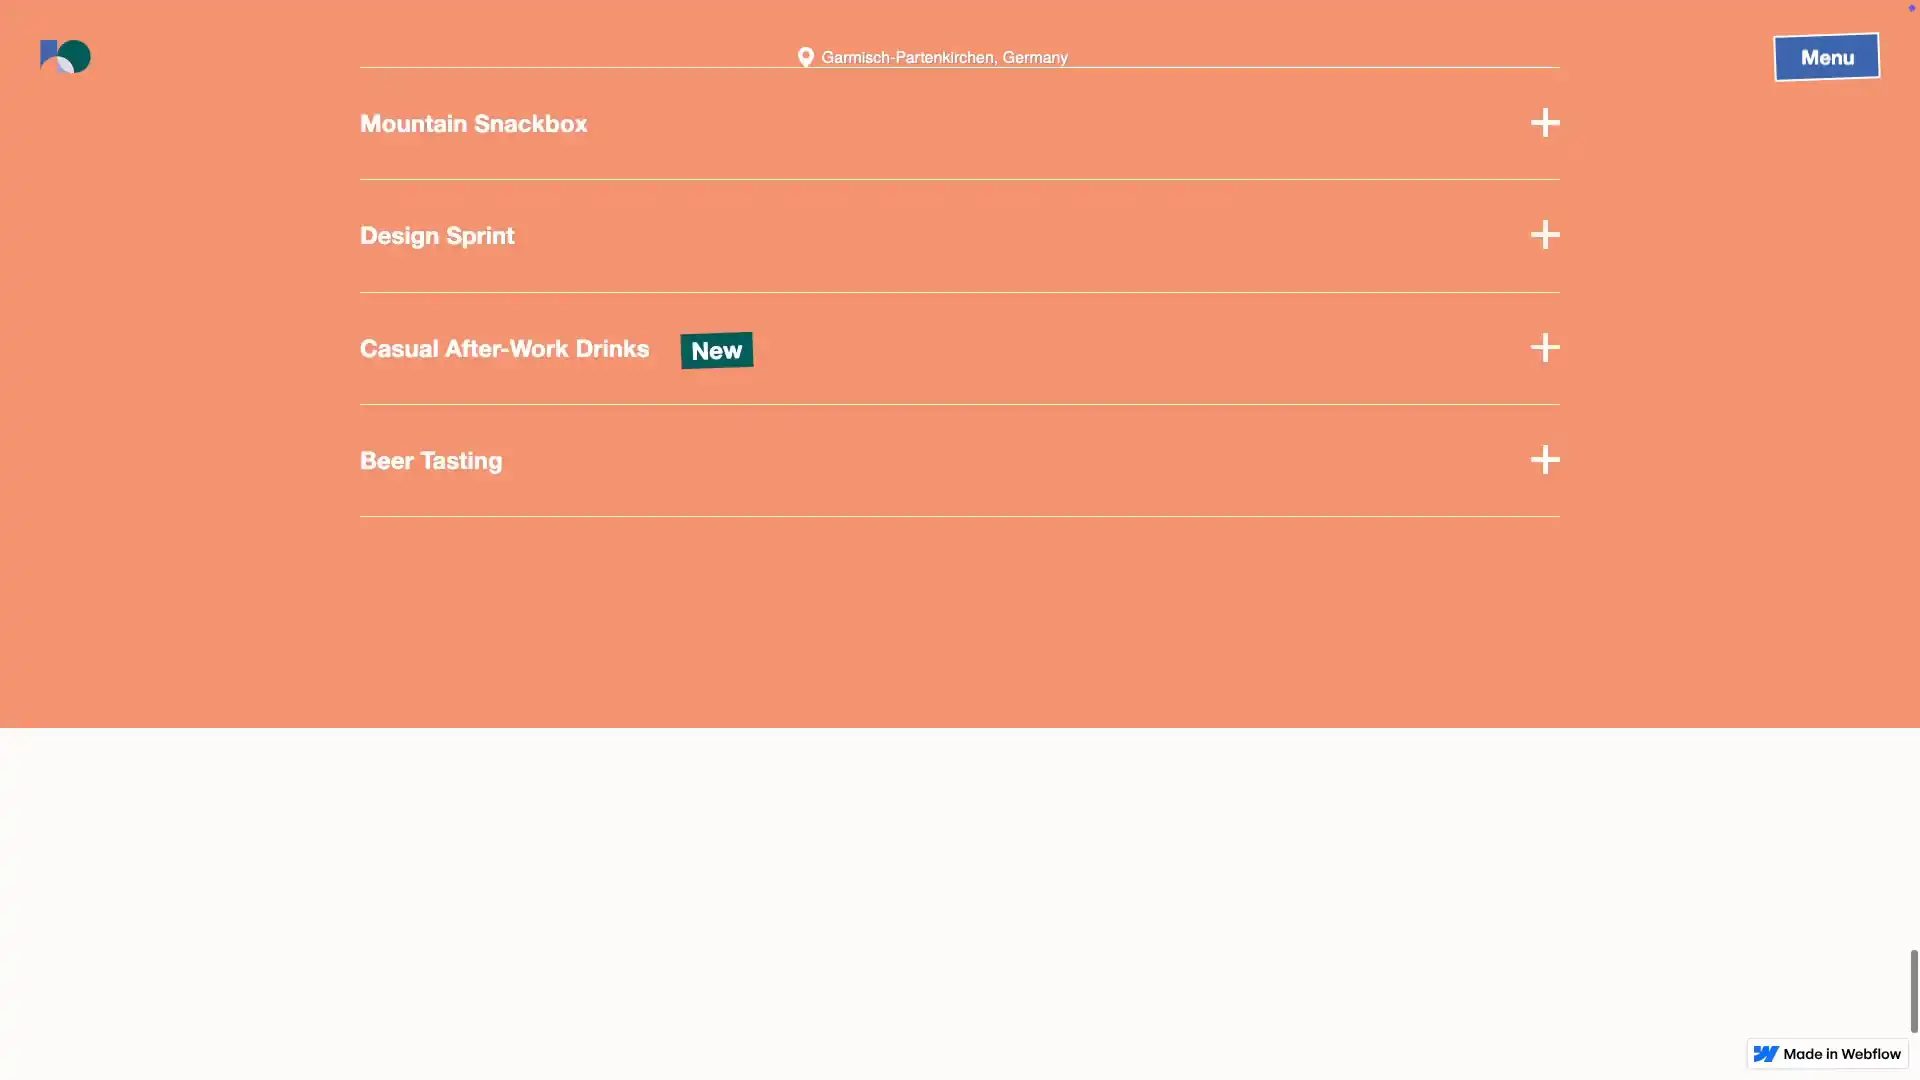 Garmisch-Partenkirchen, Germany
Menu
Mountain Snackbox
Design Sprint
Casual After-Work Drinks New
Beer Tasting
Made in Webflow